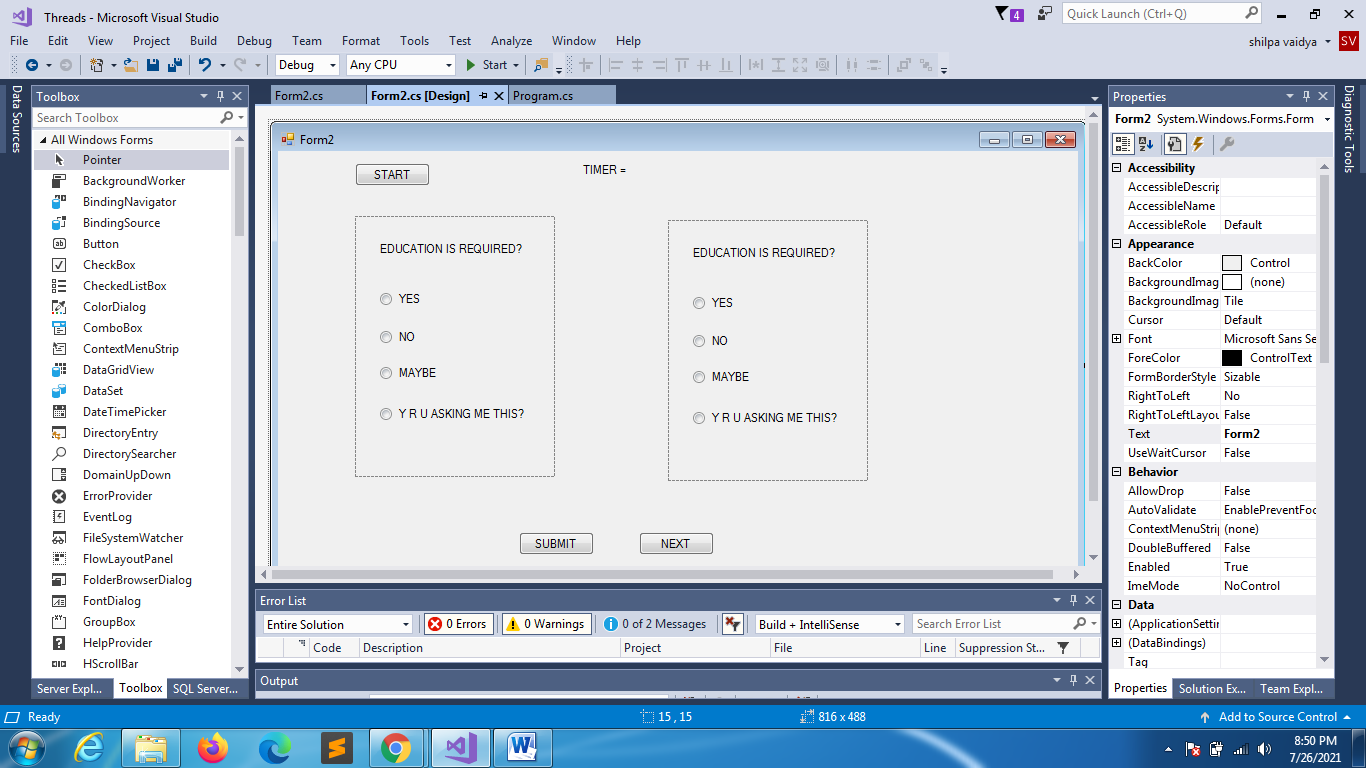 Threads - Microsoft Visual Studio
4
Quick Launch (Ctrl+Q)
File Edit View Project Build Debug Team Format Tools Test Analyze Window Help
shilpa vaidya SV
Debug Any CPU Start
Data Sources
Toolbox
Search Toolbox
All Windows Forms
Pointer
BackgroundWorker
BindingNavigator
BindingSource
Button
CheckBox
CheckedListBox
ColorDialog
ComboBox
ContextMenuStrip
DataGridView
DataSet
DateTimePicker
DirectoryEntry
DirectorySearcher
DomainUpDown
ErrorProvider
EventLog
FileSystemWatcher
FlowLayoutPanel
FolderBrowserDialog
FontDialog
GroupBox
HelpProvider
HScrollBar
Server Expl... Toolbox SQL Server...
Form2.cs Form2.cs [Design] Program.cs
Form2
START
TIMER =
EDUCATION IS REQUIRED?
YES
NO
MAYBE
Y R U ASKING ME THIS?
EDUCATION IS REQUIRED?
YES
NO
MAYBE
Y R U ASKING ME THIS?
SUBMIT NEXT
Error List
Entire Solution 0 Errors 0 Warnings 0 of 2 Messages Build + IntelliSense Search Error List
Code Description Project File Line Suppression St...
Output
Properties
Form2 System.Windows.Forms.Form
Accessibility
AccessibleDescrip
AccessibleName
AccessibleRole Default
Appearance
BackColor Control
BackgroundImag (none)
BackgroundImag Tile
Cursor Default
Font Microsoft Sans Se
ForeColor ControlText
FormBorderStyle Sizable
RightToLeft No
RightToLeftLayou False
Text Form2
UseWaitCursor False
Behavior
AllowDrop False
AutoValidate EnablePreventFoc
ContextMenuStrip (none)
DoubleBuffered False
Enabled True
ImeMode NoControl
Data
(ApplicationSettin
(DataBindings)
Tag
Properties Solution Ex... Team Expl...
Diagnostic Tools
Ready 15 , 15 816 x 488 Add to Source Control
8:50 PM
7/26/2021